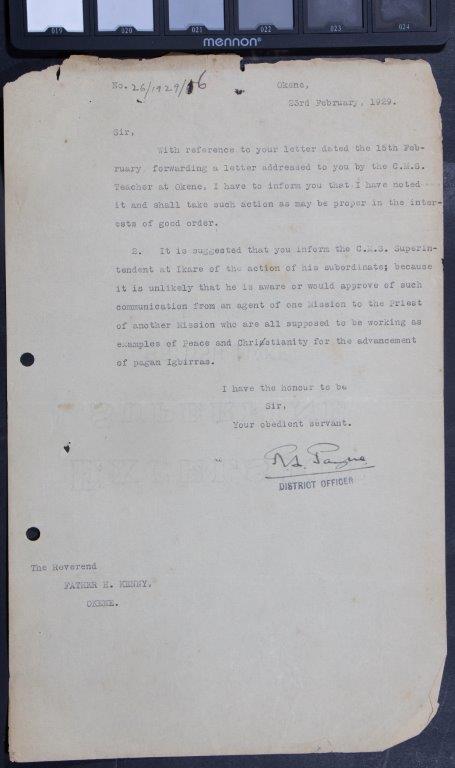 019 020 021 022 023 024
mennon®
No. 26/1929/16 Okene,
23rd February, 1929.
Sir,
With reference to your letter dated the 15th Feb-
ruary forwarding a letter addressed to you by the C.M.S.
Teacher at Okene, I have to inform you that I have noted
it and shall take such action as may be proper in the inter-
ests of good order.
2. It is suggested that you inform the C.M.S. Superin-
tendent at Ikare of the action of his subordinate; because
it is unlikely that he is aware or would approve of such
communication from an agent of one Mission to the Priest
of another Mission who are all supposed to be working as
examples of Peace and Christianity for the advancement
of pagan Igbirras.
I have the honour to be
Sir,
Your obedient servant.
DISTRICT OFFICER
The Reverend
FATHER H. KENNY.
OKENE.